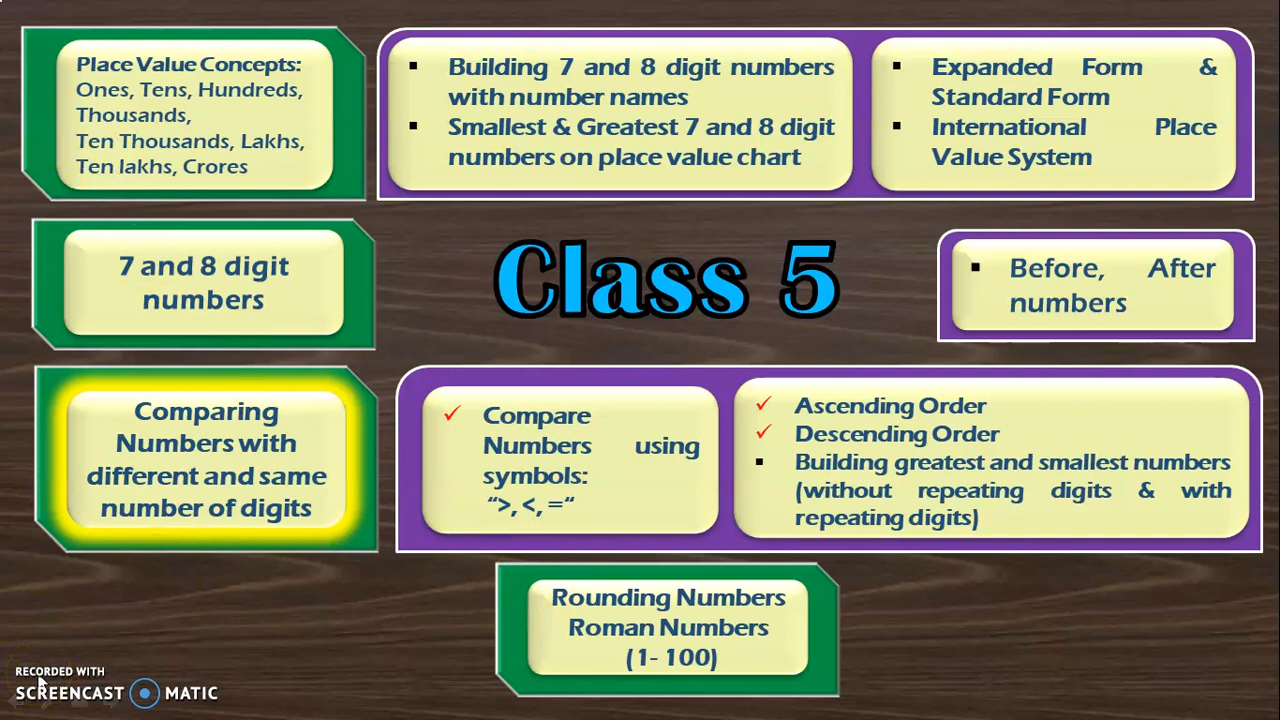 Place Value Concepts:
Ones, Tens, Hundreds,
Thousands,
Ten Thousands, Lakhs,
Ten lakhs, Crores
▪ Building 7 and 8 digit numbers
with number names
▪ Smallest & Greatest 7 and 8 digit
numbers on place value chart
▪ Expanded Form &
Standard Form
▪ International Place
Value System
7 and 8 digit
numbers
Class 5
▪ Before, After
numbers
Comparing
Numbers with
different and same
number of digits
✓ Compare
Numbers using
symbols:
“>, <, =“
✓ Ascending Order
✓ Descending Order
▪ Building greatest and smallest numbers
(without repeating digits & with
repeating digits)
Rounding Numbers
Roman Numbers
(1- 100)
RECORDED WITH
SCREENCAST MATIC